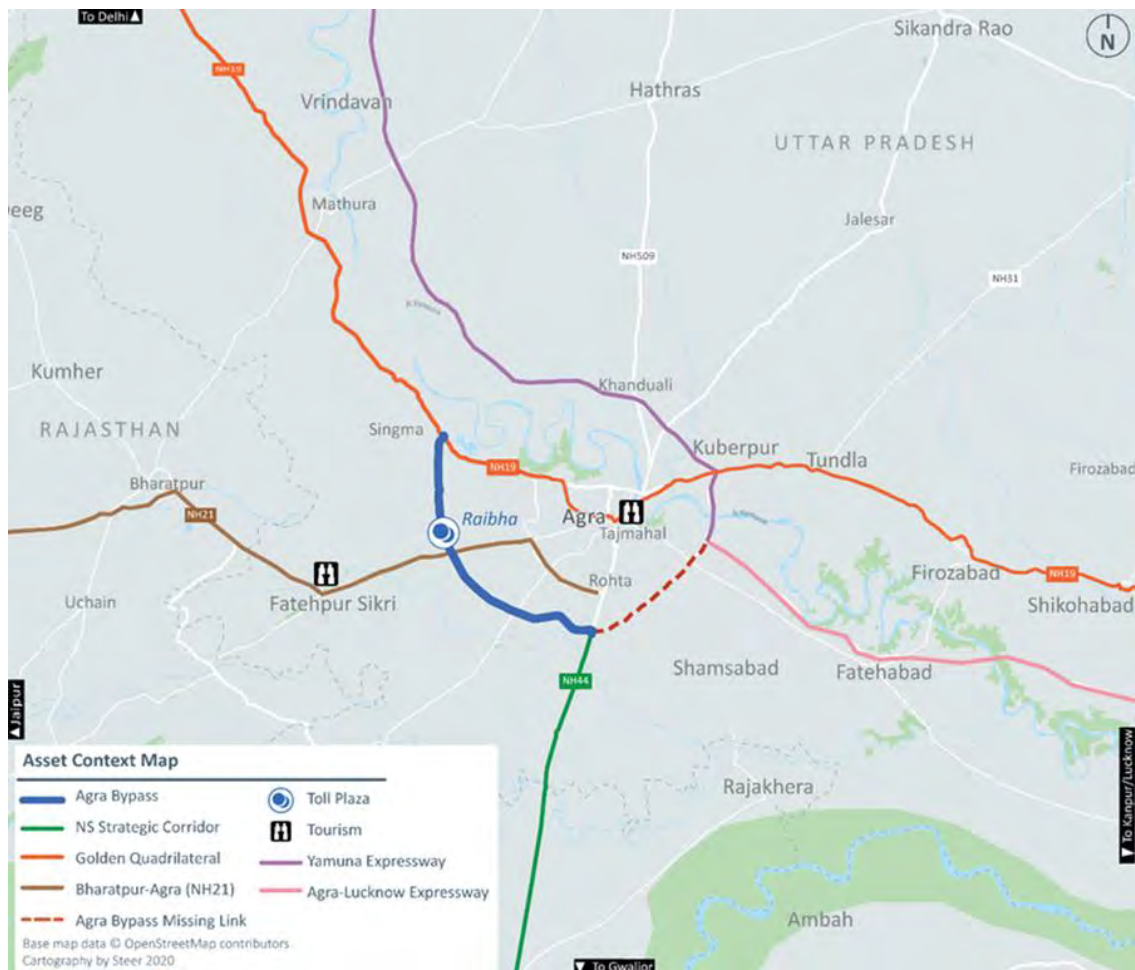 To Delhi ▲
N
Sikandra Rao
NH19
Vrindavan
Hathras
UTTAR PRADESH
Mathura
Jalesar
Deeg
NH509
NH31
R.Yamuna
Kumher
Khanduali
RAJASTHAN
Singma
Kuberpur
Tundla
Firozabad
Bharatpur
NH19
NH21
Raibha
Agra
Tajmahal
Rohta
Firozabad
NH19
Shikohabad
Uchain
Fatehpur Sikri
Shamsabad
Fatehabad
NH44
▲Jaipur
Rajakhera
▼ To Kanpur/Lucknow
Ambah
▼ To Gwalior
Asset Context Map
Agra Bypass
Toll Plaza
NS Strategic Corridor
Tourism
Golden Quadrilateral
Yamuna Expressway
Bharatpur-Agra (NH21)
Agra-Lucknow Expressway
Agra Bypass Missing Link
Base map data © OpenStreetMap contributors
Cartography by Steer 2020